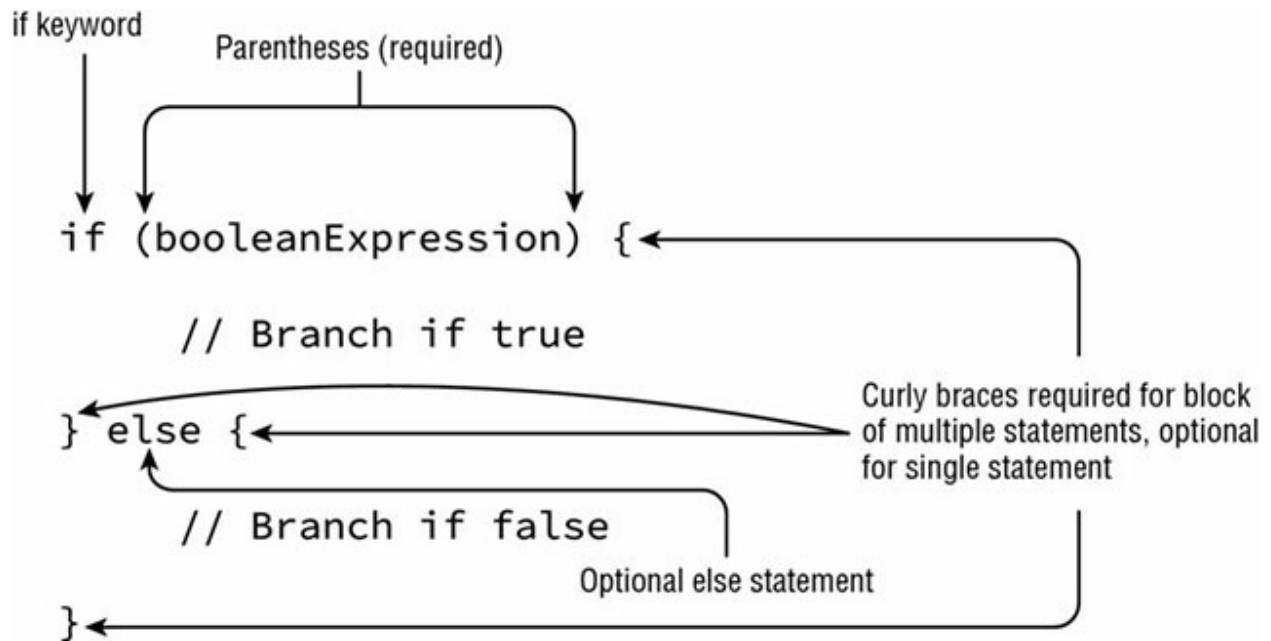 if keyword
Parentheses (required)
if (booleanExpression) {
// Branch if true
Curly braces required for block
of multiple statements, optional
for single statement
} else {
// Branch if false
Optional else statement
}